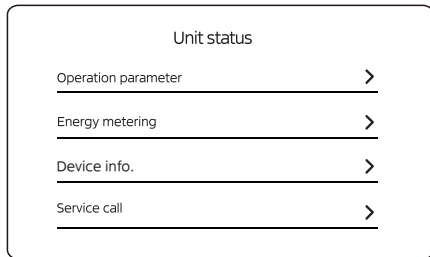 Unit status
Operation parameter
Energy metering
Device info.
Service call